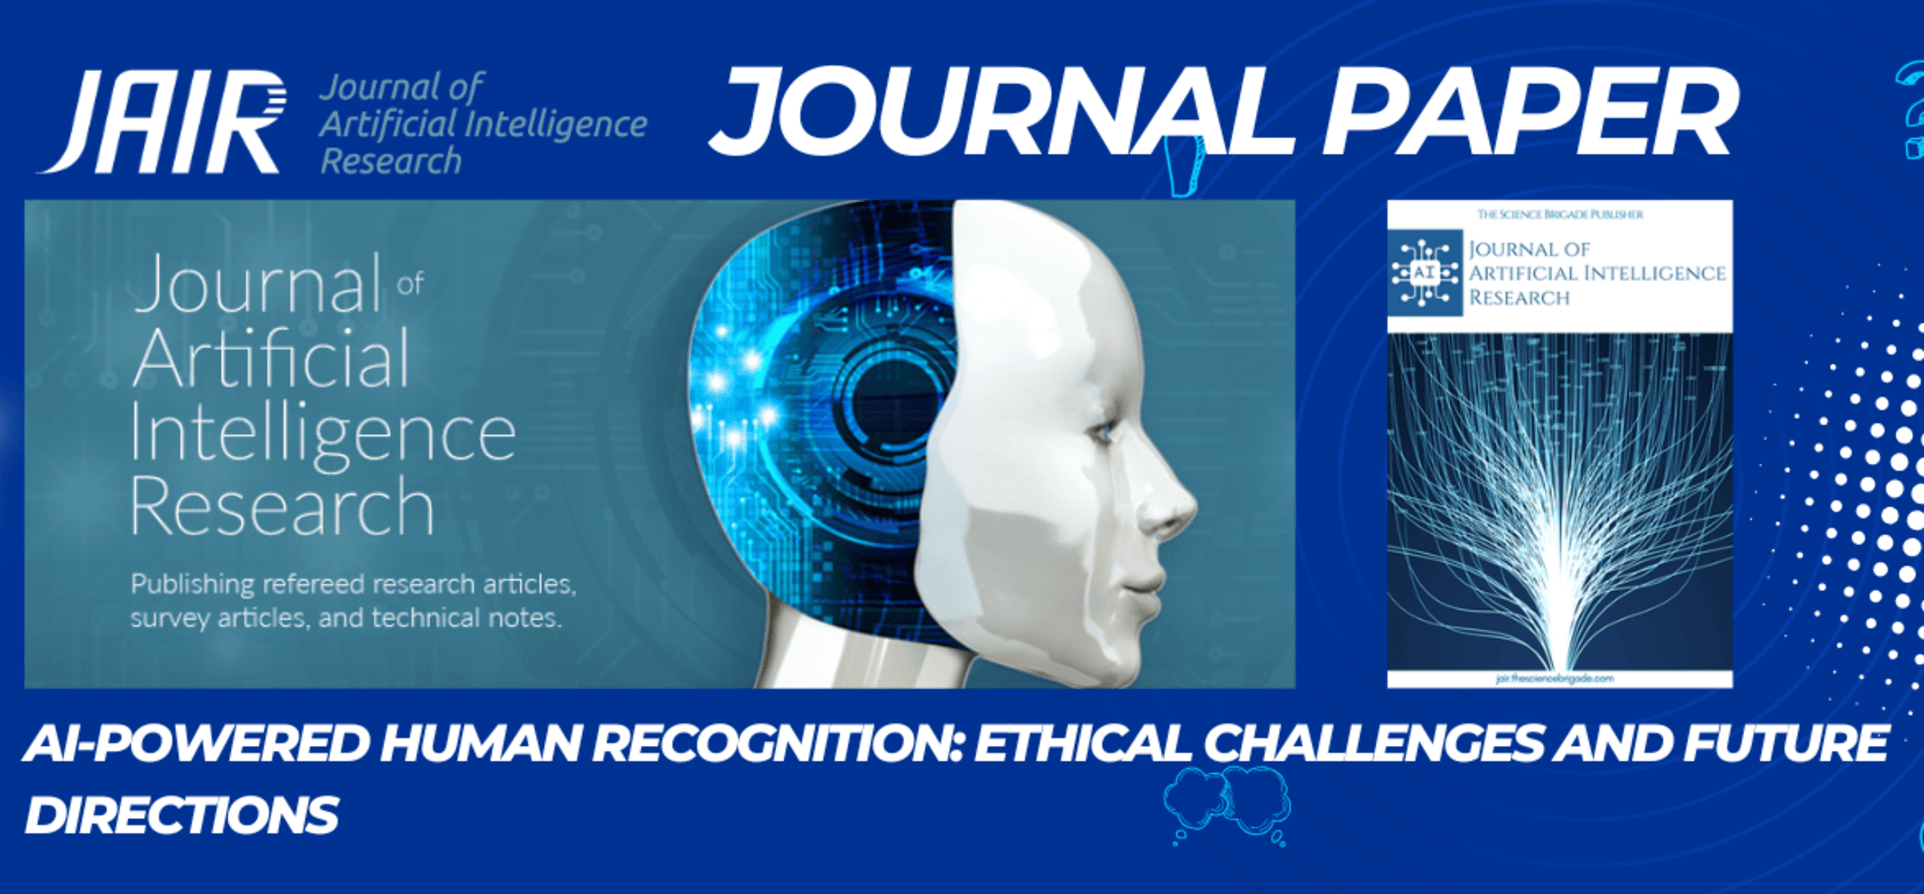 JAIR
Journal of
Artificial Intelligence
Research
JOURNAL PAPER
Journal of
Artificial
Intelligence
Research
Publishing refereed research articles,
survey articles, and technical notes.
THE SCIENCE BRIGADE PUBLISHER
AI
JOURNAL OF
ARTIFICIAL INTELLIGENCE
RESEARCH
jair.thesciencebrigade.com
AI-POWERED HUMAN RECOGNITION: ETHICAL CHALLENGES AND FUTURE
DIRECTIONS